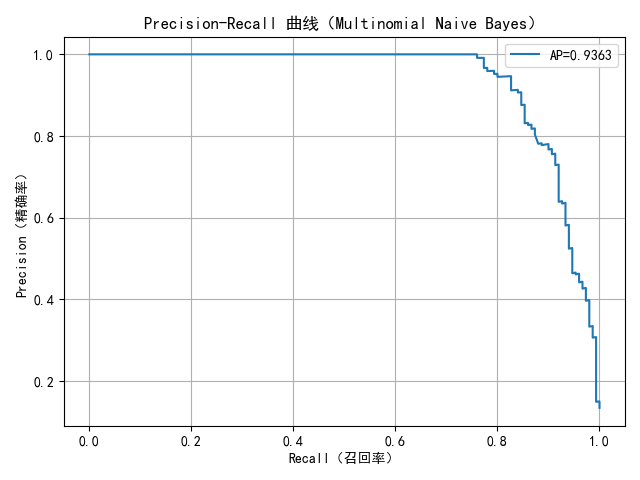 Precision-Recall 曲线（Multinomial Naive Bayes）
AP=0.9363
1.0
0.8
0.6
0.4
0.2
Precision（精确率）
0.0 0.2 0.4 0.6 0.8 1.0
Recall（召回率）